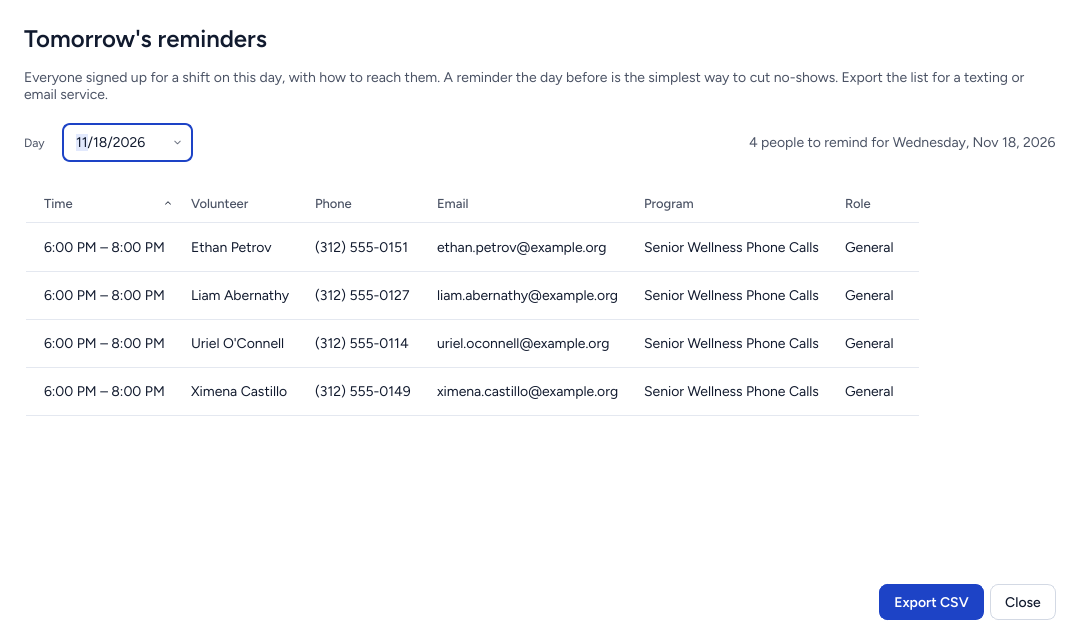 Tomorrow's reminders
Everyone signed up for a shift on this day, with how to reach them. A reminder the day before is the simplest way to cut no-shows. Export the list for a texting or
email service.
Day 11/18/2026 4 people to remind for Wednesday, Nov 18, 2026
Time Volunteer Phone Email Program Role
6:00 PM – 8:00 PM Ethan Petrov (312) 555-0151 ethan.petrov@example.org Senior Wellness Phone Calls General
6:00 PM – 8:00 PM Liam Abernathy (312) 555-0127 liam.abernathy@example.org Senior Wellness Phone Calls General
6:00 PM – 8:00 PM Uriel O'Connell (312) 555-0114 uriel.oconnell@example.org Senior Wellness Phone Calls General
6:00 PM – 8:00 PM Ximena Castillo (312) 555-0149 ximena.castillo@example.org Senior Wellness Phone Calls General
Export CSV Close